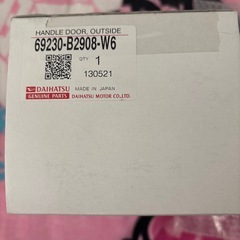 HANDLE DOOR, OUTSIDE
69230-B2908-W6
QTY 1
130521
DAIHATSU MADE IN JAPAN
GENUINE PARTS DAIHATSU MOTOR CO.,LTD.